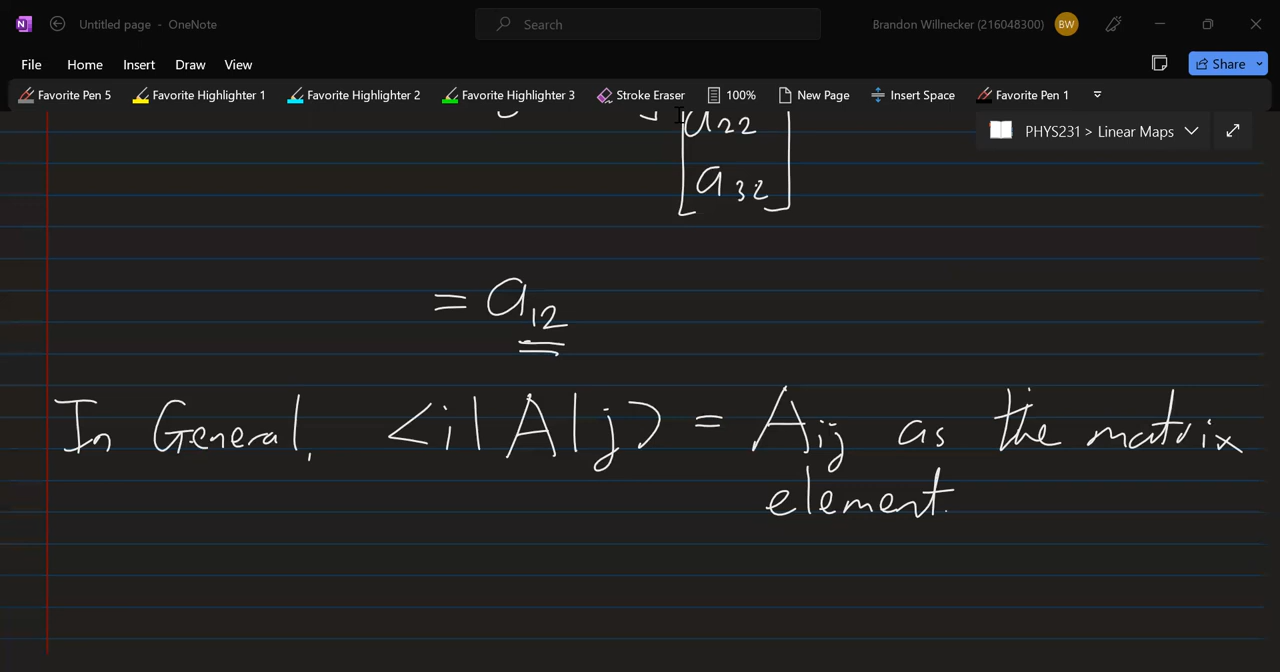 Untitled page - OneNote
Search
Brandon Willnecker (216048300)
BW
File Home Insert Draw View
Share
Favorite Pen 5 Favorite Highlighter 1 Favorite Highlighter 2 Favorite Highlighter 3 Stroke Eraser 100% New Page Insert Space Favorite Pen 1
PHYS231 > Linear Maps
a22
a32
= a12
In General, <i|A|j) = Aij as the matrix
element.